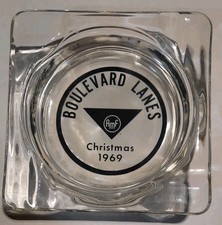 BOULEVARD LANES
AMF
Christmas
1969